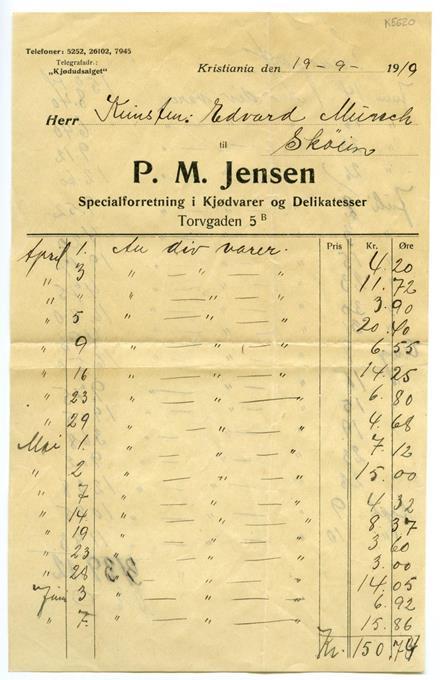 K5620
Telefoner: 5252, 26102, 7945
Telegrafadr.:
"Kjødudsalget"
Kristiania den 19-9- 1919
Herr Kunstm: Edvard Munch
Skøien
til
P. M. Jensen
Specialforretning i Kjødvarer og Delikatesser
Torvgaden 5 B
Pris Kr. Øre
April 1. An div varer. 4.20
" 3 " — " — " 11.72
" " " — " — " 3.90
" 5 " — " — " 20.40
" 9 " — " — " 6.55
" 16 " — " — " 14.25
" 23 " — " — " 6.80
" 29 " — " — " 4.68
Mai 1. " — " — " 7.12
" 2 " — " — " 15.00
" 7 " — " — " 4.32
" 14 " — " — " 8.37
" 19 " — " — " 3.60
" 23 " — " — " 3.00
" 28 " — " — " 14.05
Juni 3 " — " — " 6.92
" 7. " — " — " 15.86
Kr. 150.74